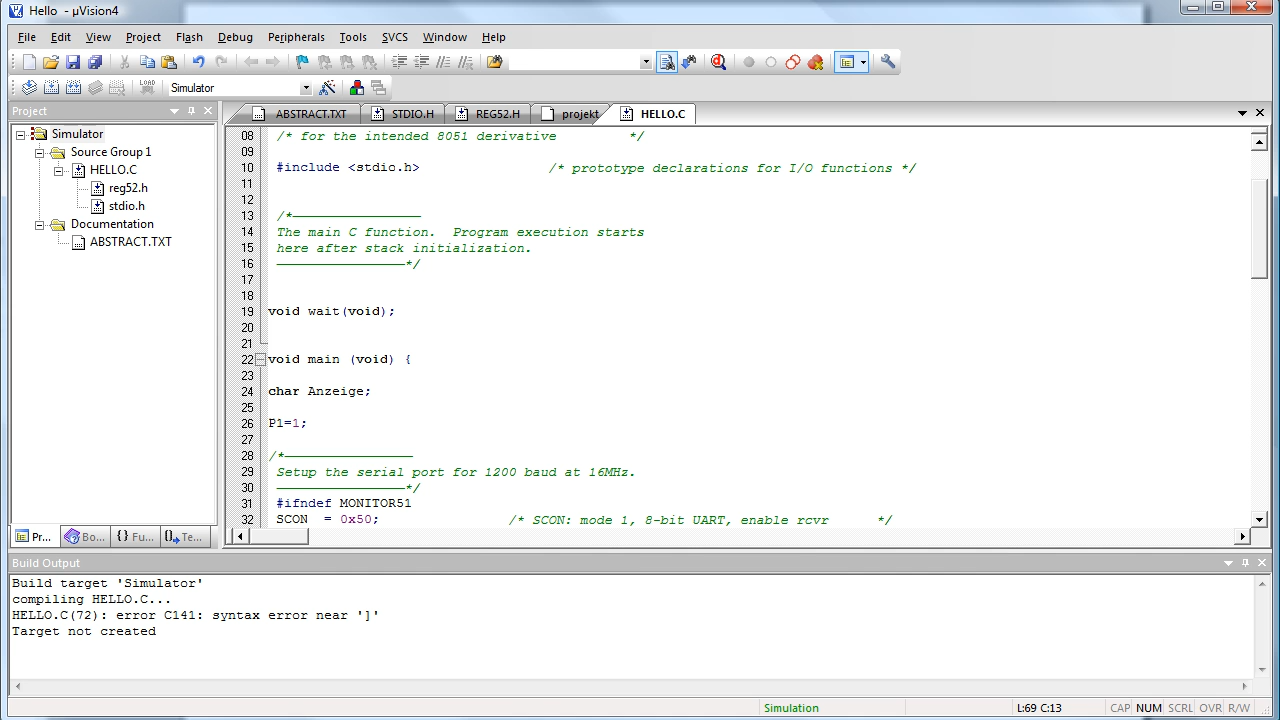 Hello - µVision4
File Edit View Project Flash Debug Peripherals Tools SVCS Window Help
LOAD
Simulator
Project
ABSTRACT.TXT STDIO.H REG52.H projekt HELLO.C
Simulator
Source Group 1
HELLO.C
reg52.h
stdio.h
Documentation
ABSTRACT.TXT
Pr... Bo... {} Fu... Te...
08 /* for the intended 8051 derivative */
09
10 #include <stdio.h> /* prototype declarations for I/O functions */
11
12
13 /*————————————————
14 The main C function. Program execution starts
15 here after stack initialization.
16 ————————————————*/
17
18
19 void wait(void);
20
21
22 void main (void) {
23
24 char Anzeige;
25
26 P1=1;
27
28 /*————————————————
29 Setup the serial port for 1200 baud at 16MHz.
30 ————————————————*/
31 #ifndef MONITOR51
32 SCON = 0x50; /* SCON: mode 1, 8-bit UART, enable rcvr */
Build Output
Build target 'Simulator'
compiling HELLO.C...
HELLO.C(72): error C141: syntax error near ']'
Target not created
Simulation L:69 C:13 CAP NUM SCRL OVR R/W